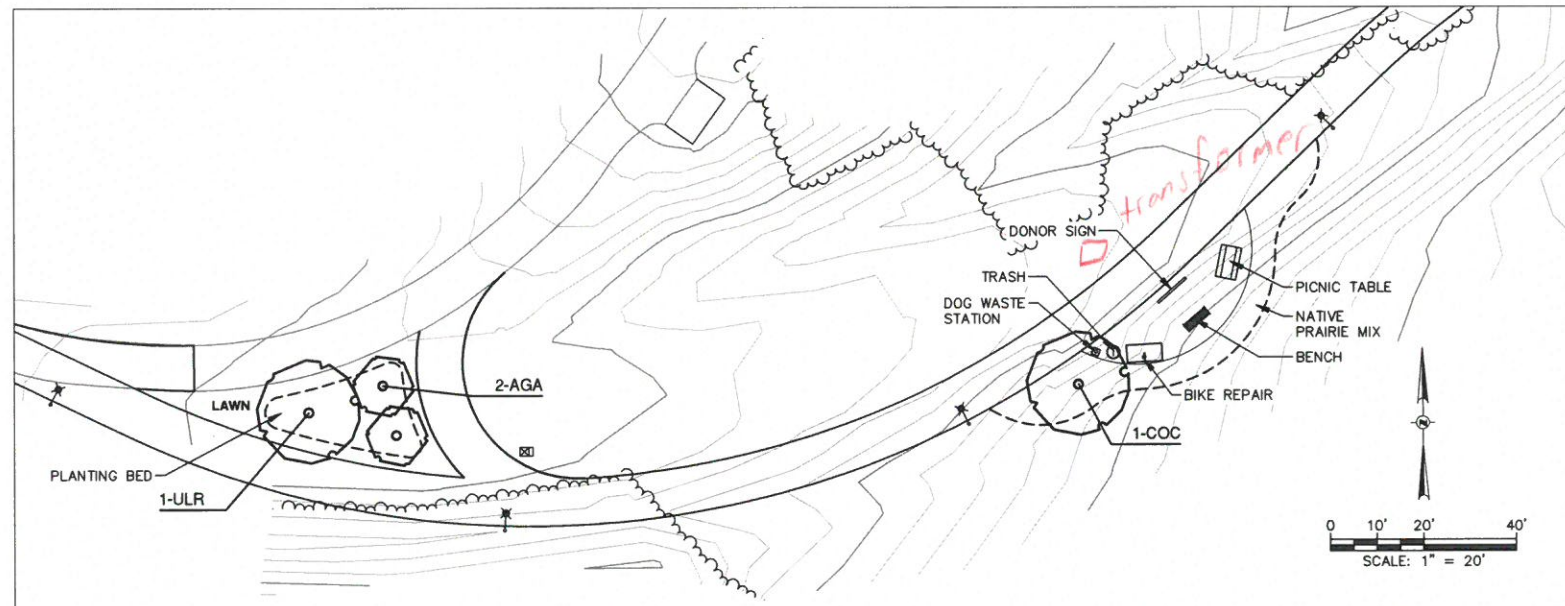 transformer
DONOR SIGN
TRASH
DOG WASTE
STATION
PICNIC TABLE
NATIVE
PRAIRIE MIX
BENCH
BIKE REPAIR
1-COC
2-AGA
LAWN
PLANTING BED
1-ULR
N
0 10' 20' 40'
SCALE: 1" = 20'